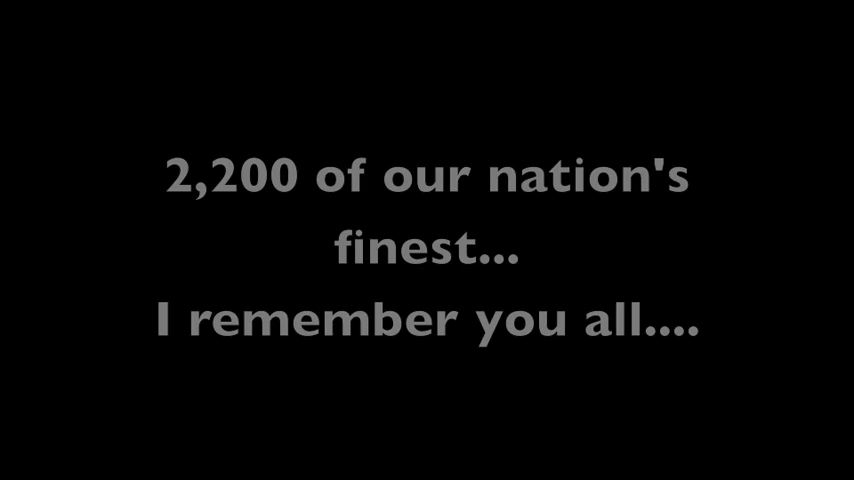 2,200 of our nation's
finest...
I remember you all....